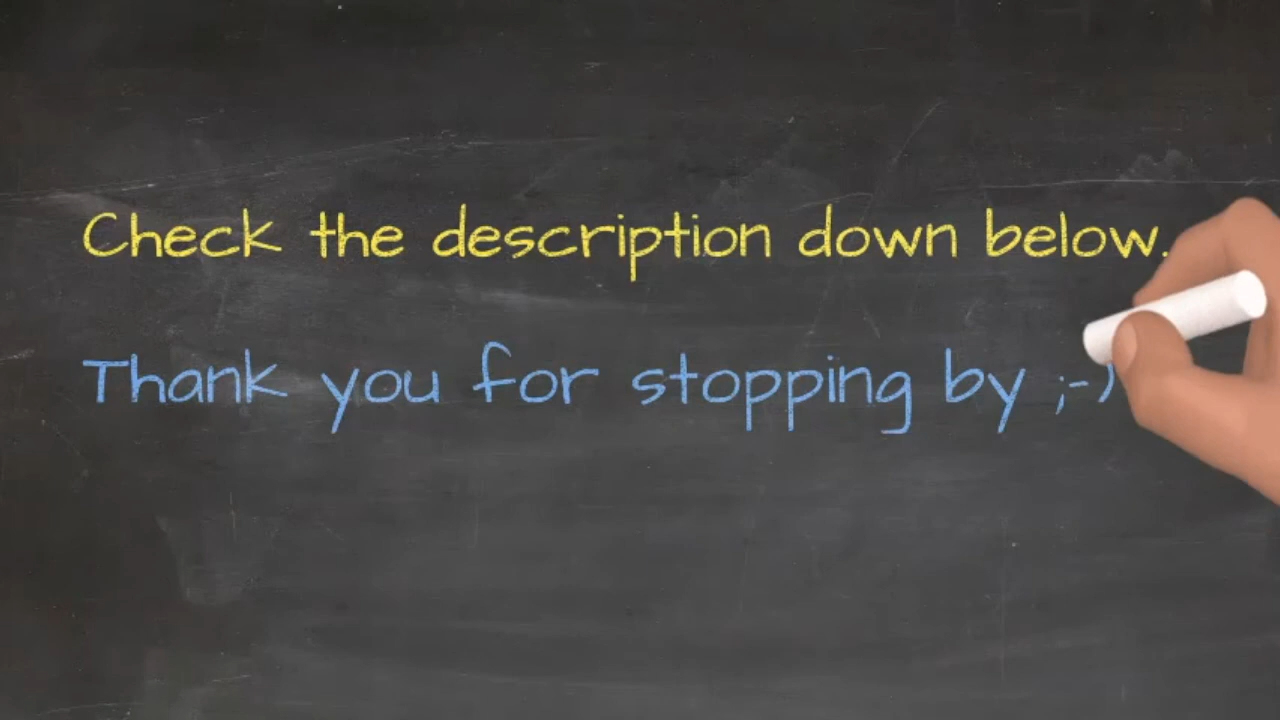 Check the description down below.
Thank you for stopping by ;-)